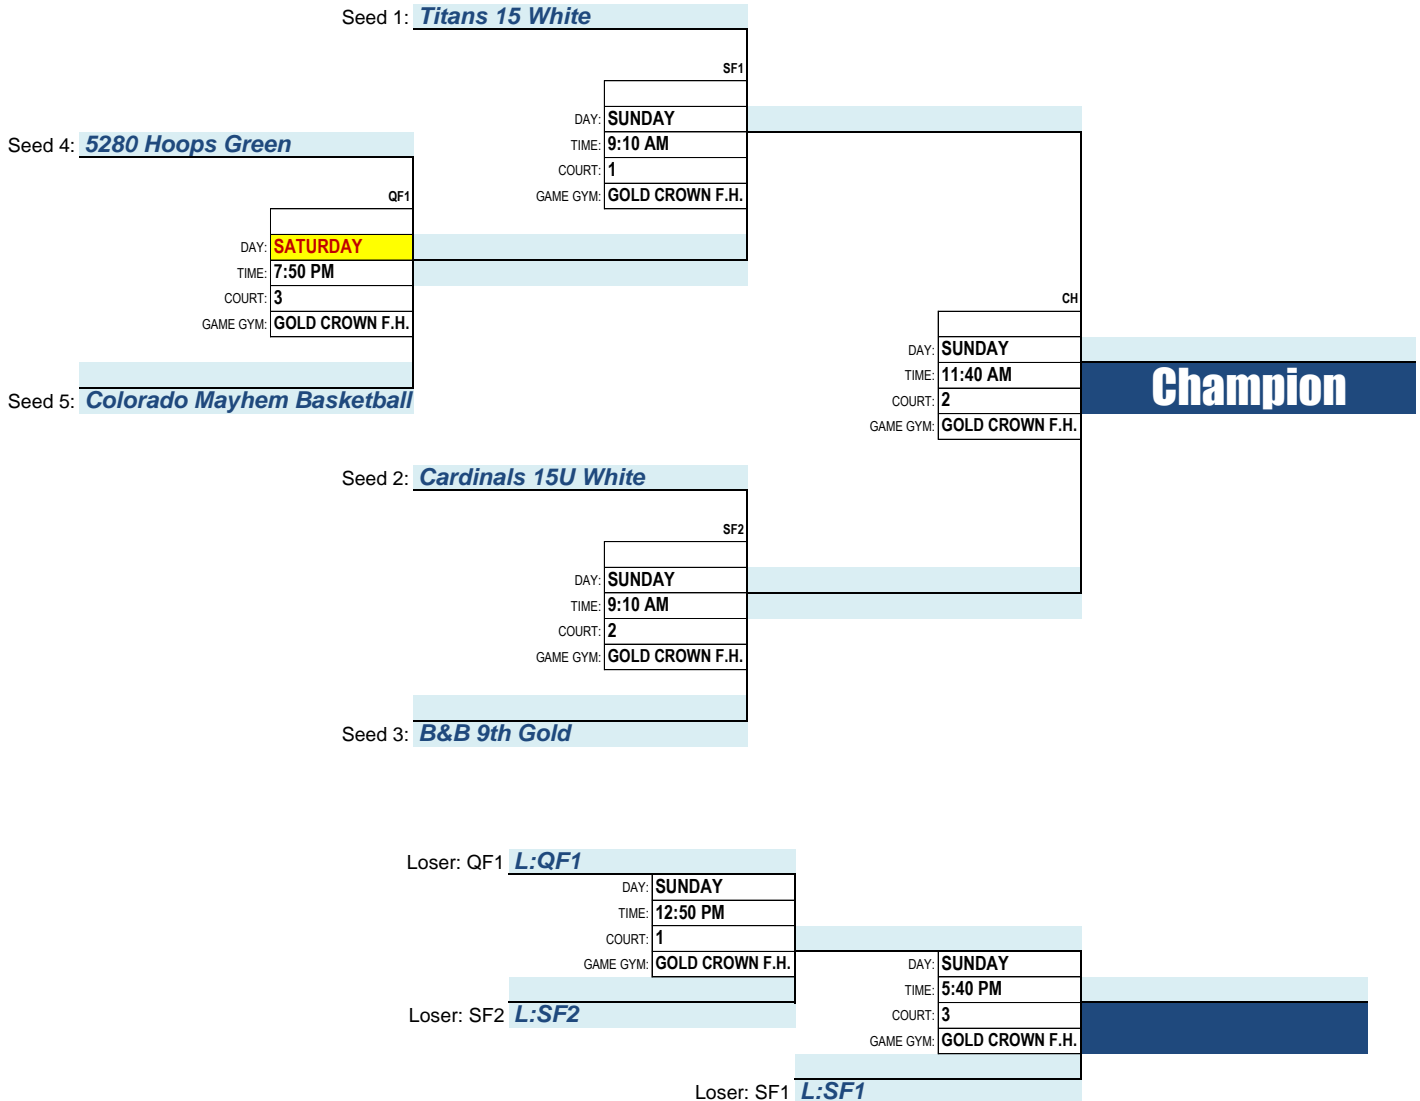 Seed 1: Titans 15 White
SF1
DAY: SUNDAY
Seed 4: 5280 Hoops Green
TIME: 9:10 AM
COURT: 1
QF1
GAME GYM: GOLD CROWN F.H.
DAY: SATURDAY
TIME: 7:50 PM
COURT: 3
CH
GAME GYM: GOLD CROWN F.H.
DAY: SUNDAY
TIME: 11:40 AM
Champion
Seed 5: Colorado Mayhem Basketball
COURT: 2
GAME GYM: GOLD CROWN F.H.
Seed 2: Cardinals 15U White
SF2
DAY: SUNDAY
TIME: 9:10 AM
COURT: 2
GAME GYM: GOLD CROWN F.H.
Seed 3: B&B 9th Gold
Loser: QF1 L:QF1
DAY: SUNDAY
TIME: 12:50 PM
COURT: 1
GAME GYM: GOLD CROWN F.H.
DAY: SUNDAY
TIME: 5:40 PM
Loser: SF2 L:SF2
COURT: 3
GAME GYM: GOLD CROWN F.H.
Loser: SF1 L:SF1